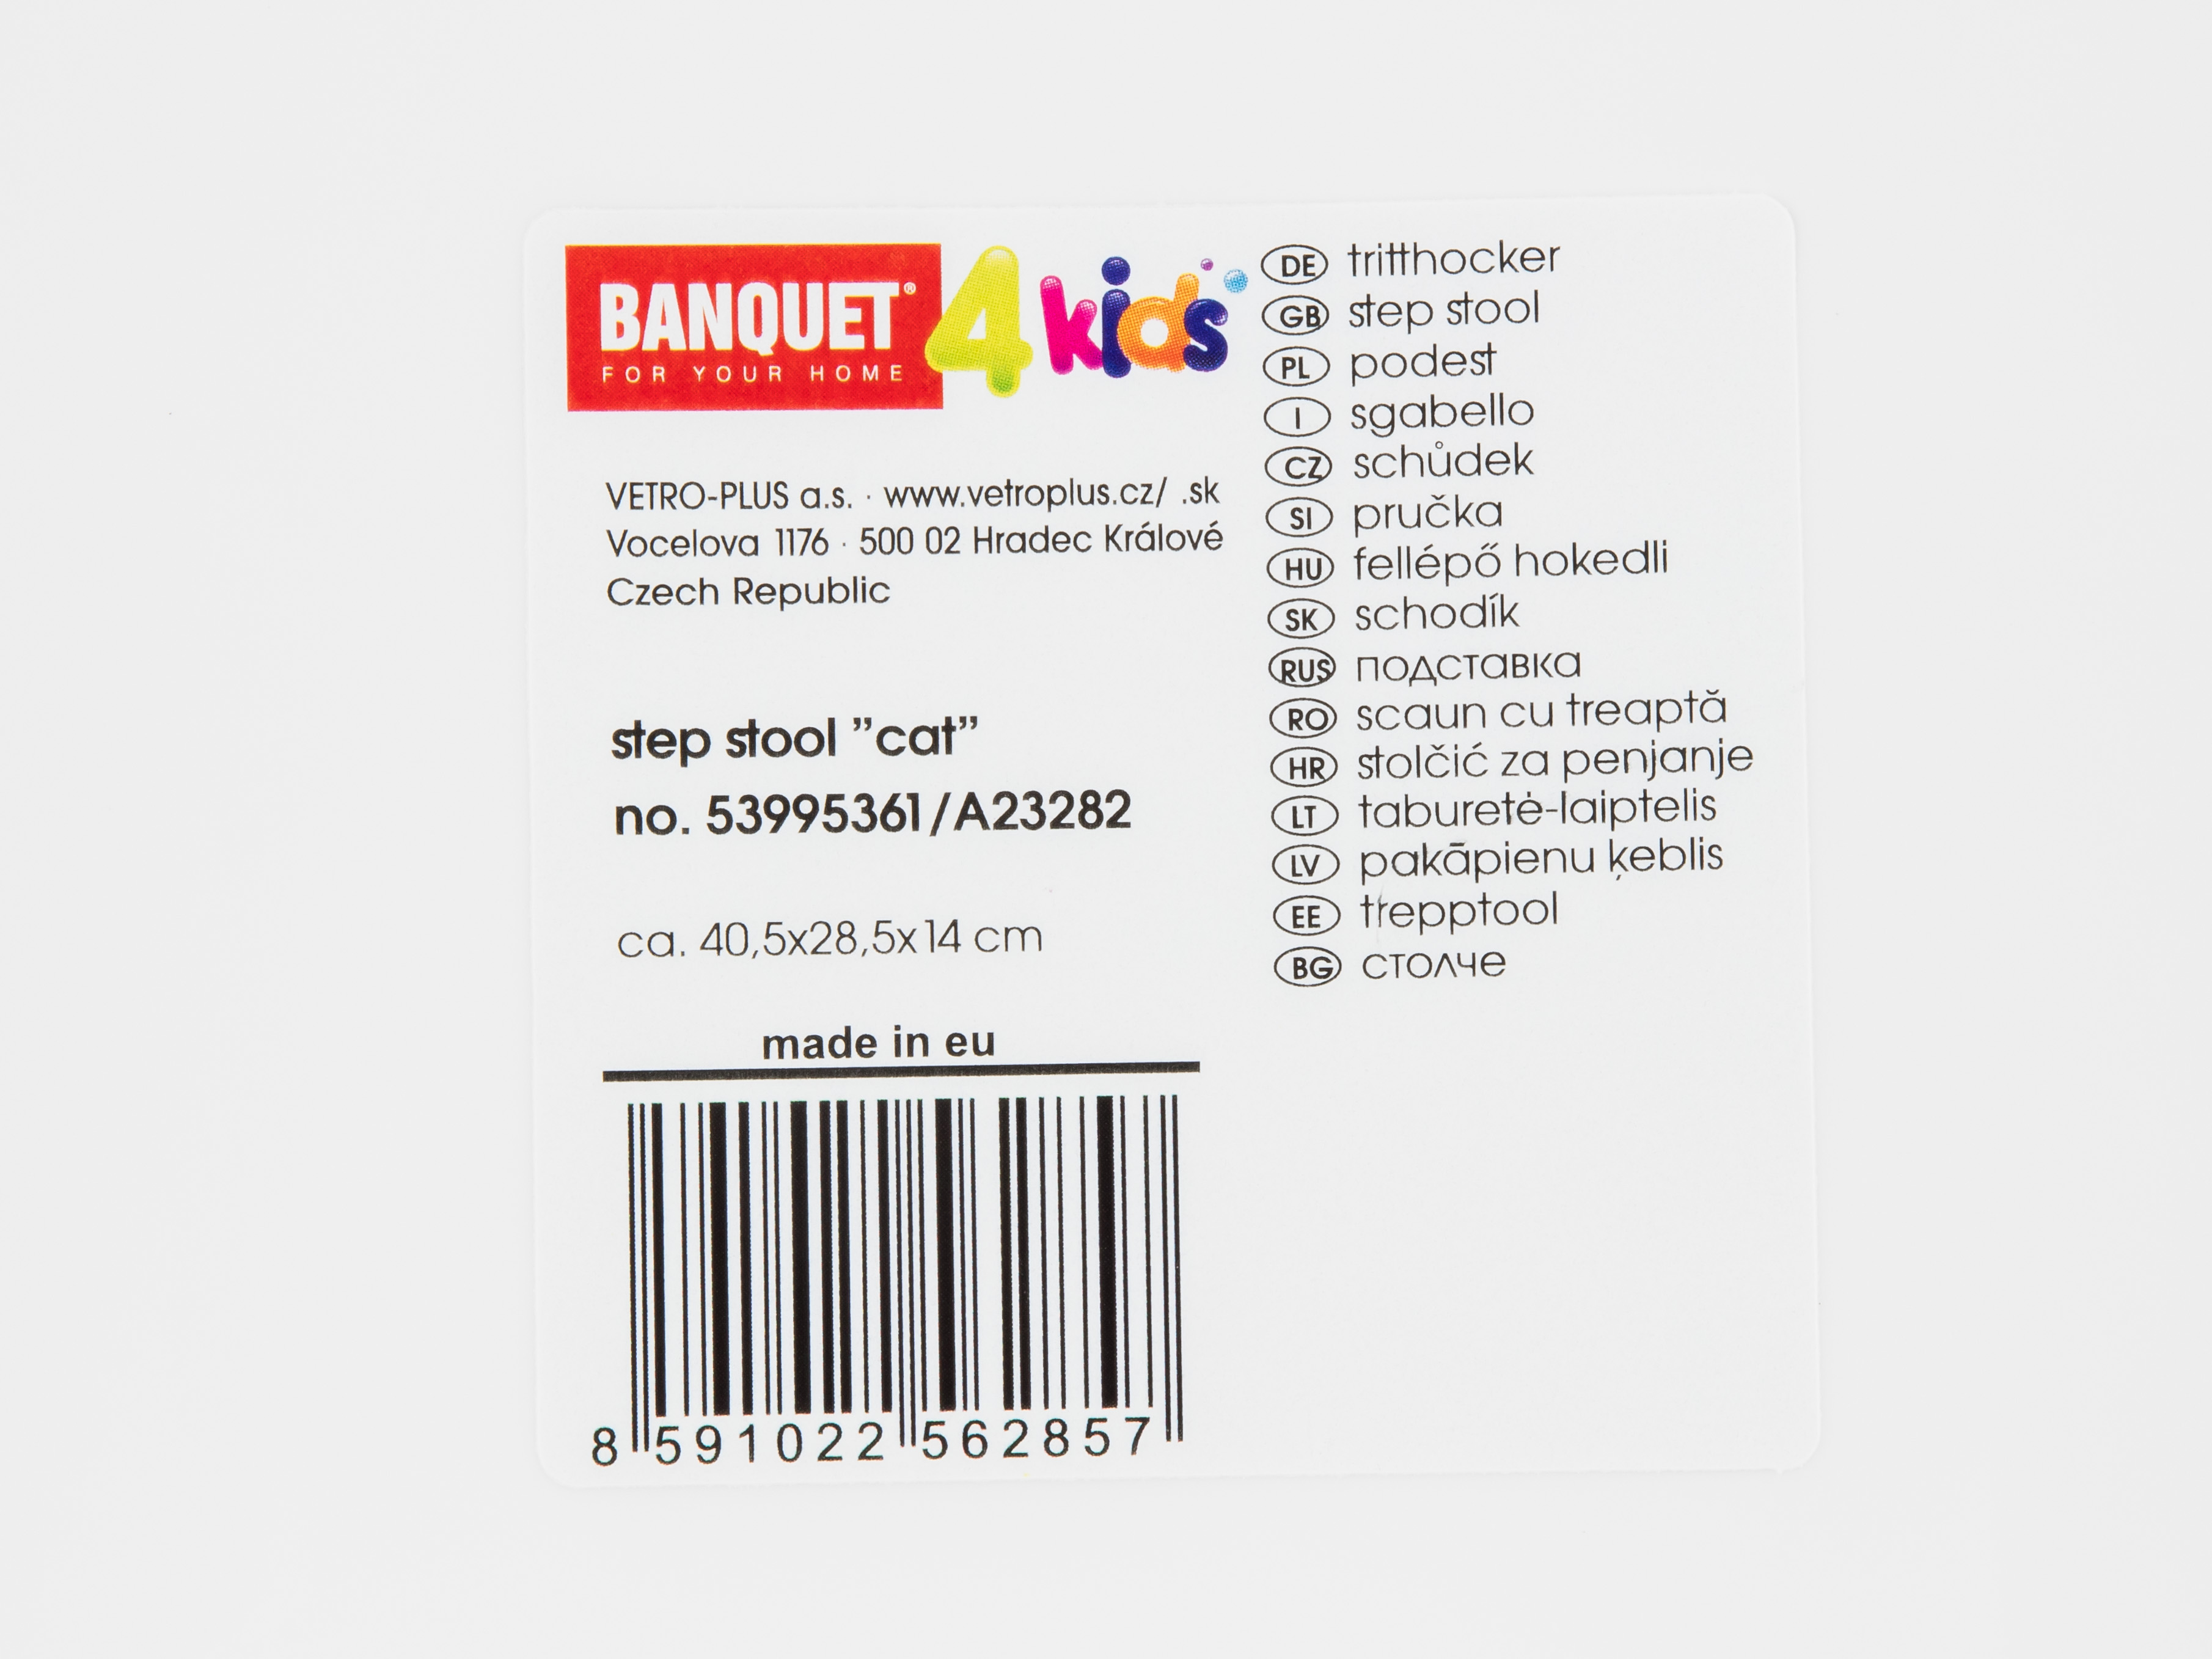 BANQUET®
FOR YOUR HOME
4 kids
VETRO-PLUS a.s. · www.vetroplus.cz/ .sk
Vocelova 1176 · 500 02 Hradec Králové
Czech Republic
step stool ”cat”
no. 53995361/A23282
ca. 40,5x28,5x14 cm
made in eu
8 591022 562857
DE tritthocker
GB step stool
PL podest
I sgabello
CZ schůdek
SI pručka
HU fellépő hokedli
SK schodík
RUS подставка
RO scaun cu treaptă
HR stolčić za penjanje
LT taburetė-laiptelis
LV pakāpienu ķeblis
EE trepptool
BG столче